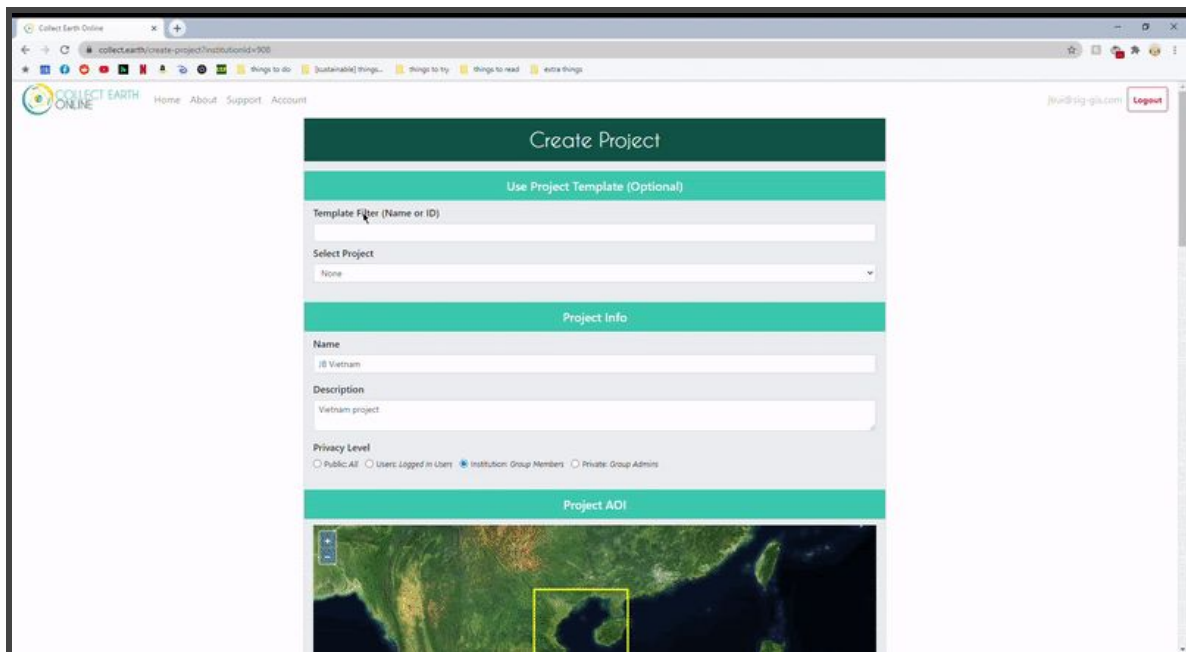 Collect Earth Online
collect.earth/create-project?institutionId=908
things to do [sustainable] things... things to try things to read extra things
COLLECT EARTH ONLINE Home About Support Account Logout
Create Project
Use Project Template (Optional)
Template Filter (Name or ID)
Select Project
None
Project Info
Name
JB Vietnam
Description
Vietnam project
Privacy Level
Public: All Users: Logged In Users Institution: Group Members Private: Group Admins
Project AOI
+
-